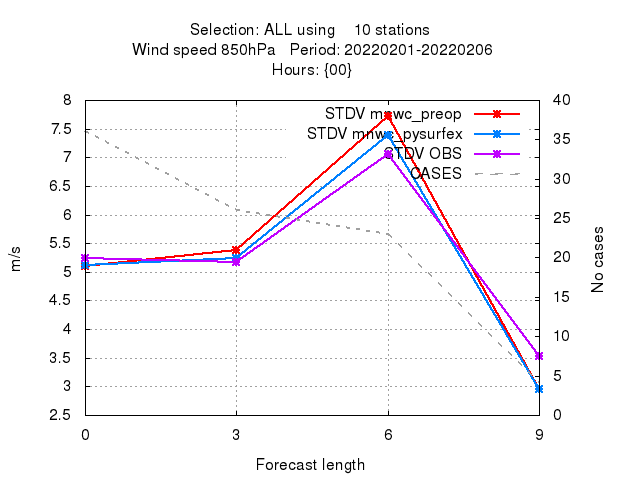 Selection: ALL using 10 stations
Wind speed 850hPa Period: 20220201-20220206
Hours: {00}
8
7.5
7
6.5
6
5.5
5
4.5
4
3.5
3
2.5
40
35
30
25
20
15
10
5
0
STDV mnwc_preop
STDV mnwc_pysurfex
STDV OBS
CASES
m/s
No cases
0 3 6 9
Forecast length